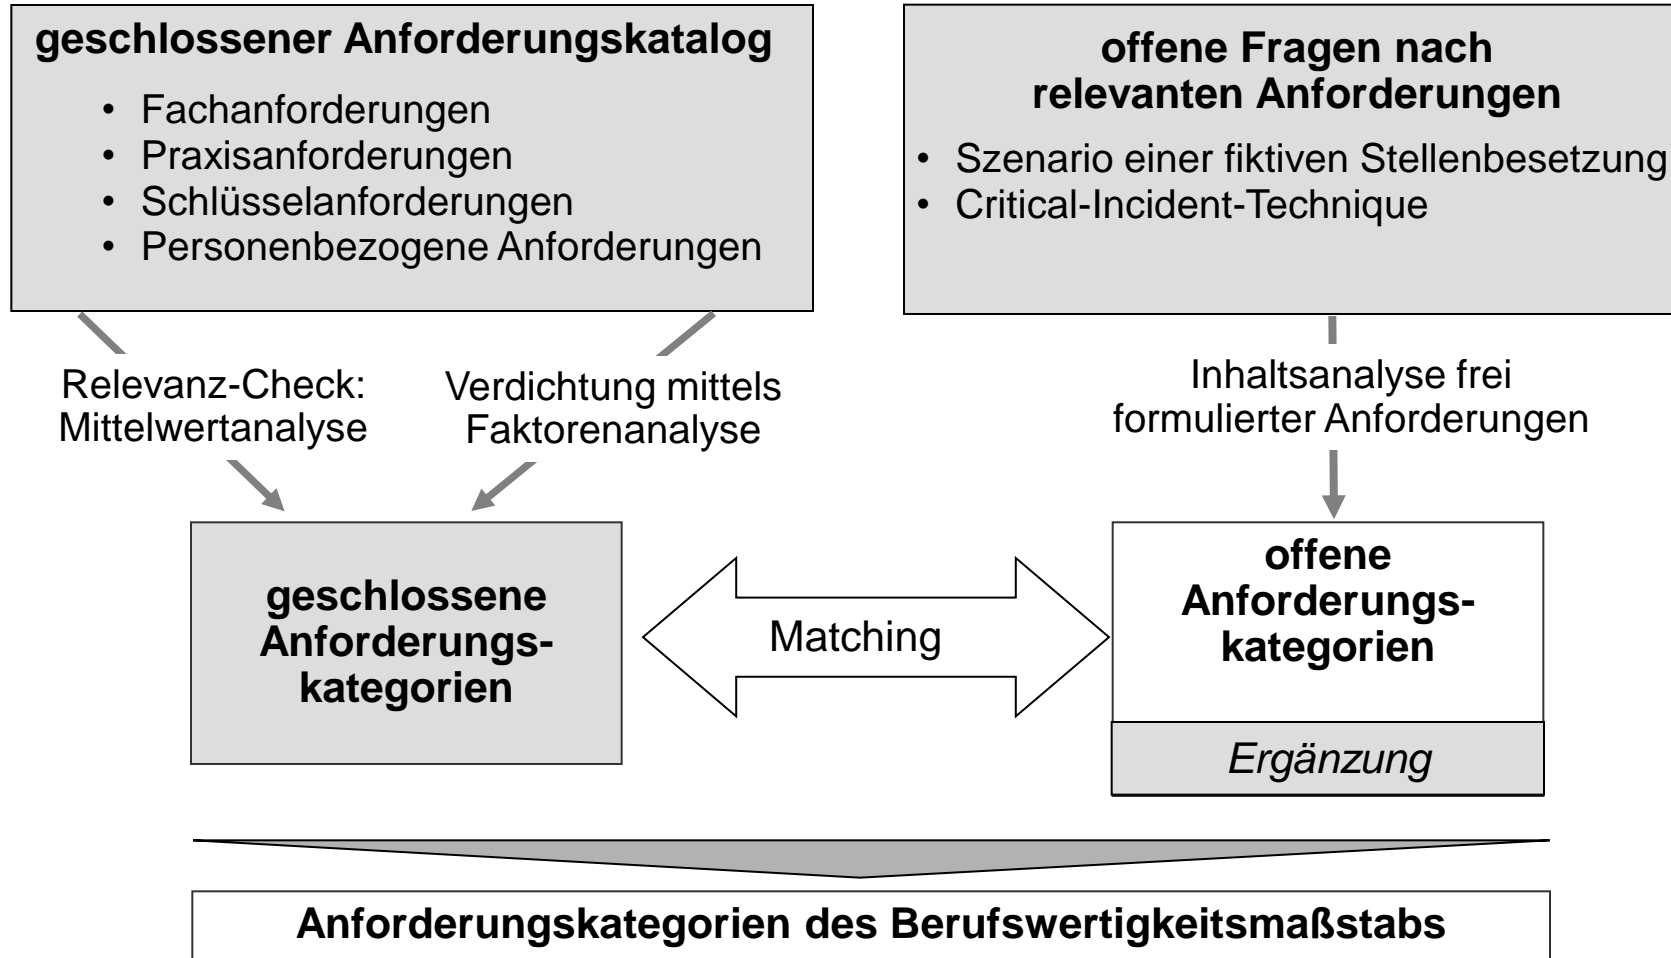 geschlossener Anforderungskatalog
• Fachanforderungen
• Praxisanforderungen
• Schlüsselanforderungen
• Personenbezogene Anforderungen
offene Fragen nach
relevanten Anforderungen
• Szenario einer fiktiven Stellenbesetzung
• Critical-Incident-Technique
Relevanz-Check:
Mittelwertanalyse
Verdichtung mittels
Faktorenanalyse
Inhaltsanalyse frei
formulierter Anforderungen
geschlossene
Anforderungs-
kategorien
Matching
offene
Anforderungs-
kategorien
Ergänzung
Anforderungskategorien des Berufswertigkeitsmaßstabs